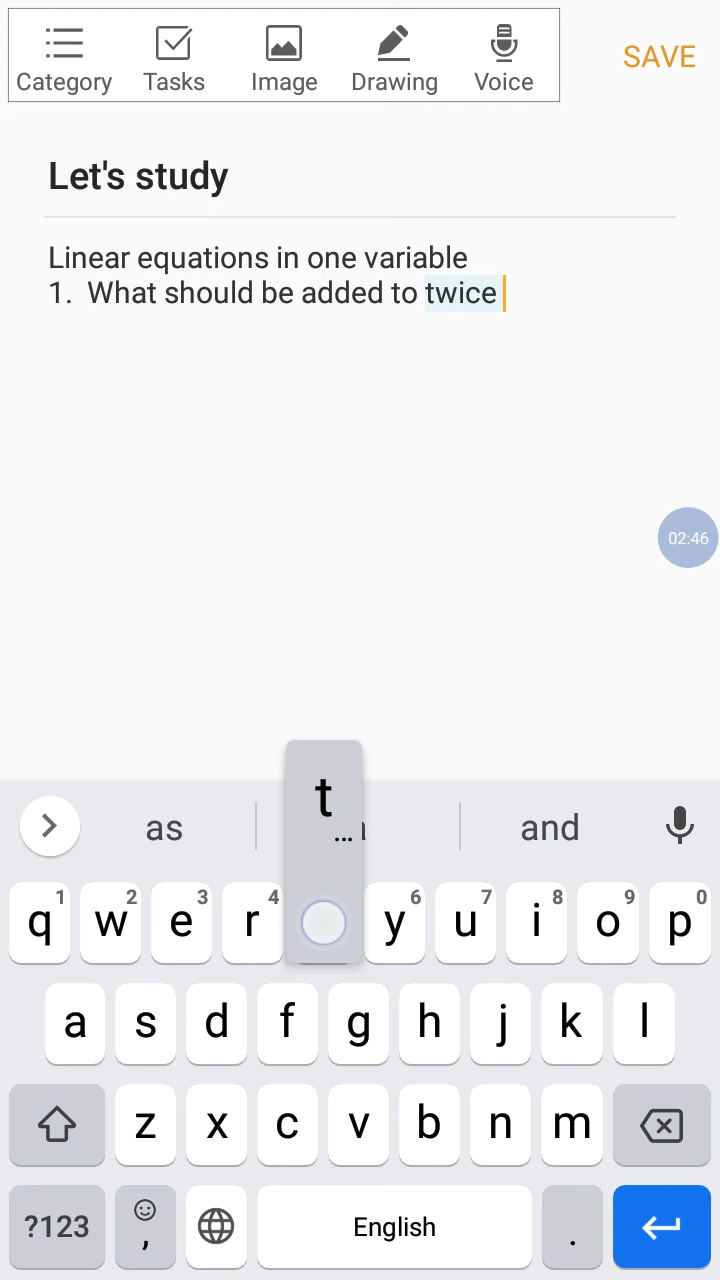 Category Tasks Image Drawing Voice SAVE
Let's study
Linear equations in one variable
1. What should be added to twice
02:46
as and
t
...
q 1 w 2 e 3 r 4 y 6 u 7 i 8 o 9 p 0
a s d f g h j k l
z x c v b n m
?123 , English .